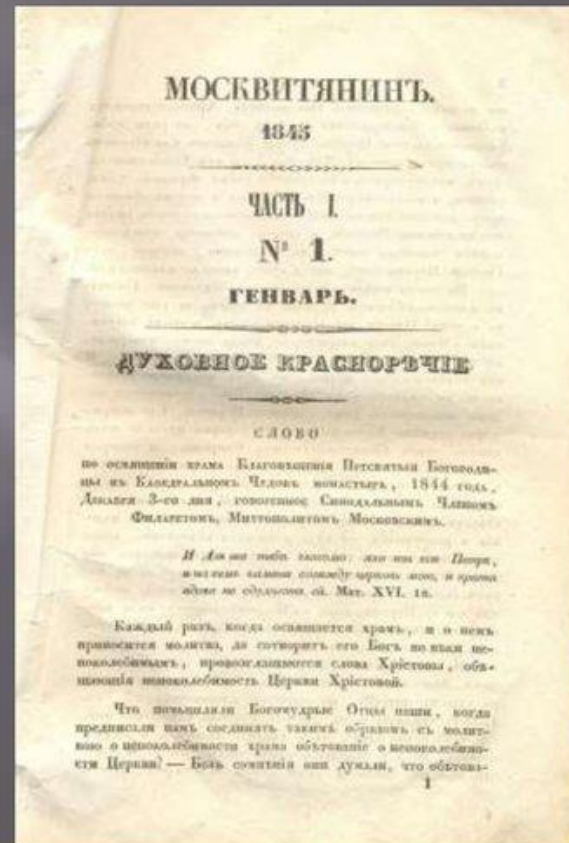 МОСКВИТЯНИНЪ.
1845
ЧАСТЬ I.
№ 1.
ГЕНВАРЬ.
ДУХОВНОЕ КРАСНОРѢЧІЕ
СЛОВО
по освященіи храма Благовѣщенія Пресвятыя Богороди-
цы въ Каѳедральномъ Чудовѣ монастырѣ, 1844 года,
Декабря 3-го дня, говоренное Синодальнымъ Членомъ
Филаретомъ, Митрополитомъ Московскимъ.
И Азъ же тебѣ глаголю: яко ты еси Петръ,
и на семъ камени созижду церковь мою, и врата
адова не одолѣютъ ей. Мат. XVI. 18.
Каждый разъ, когда освящается храмъ, и о немъ
приносится молитва, да сотворитъ его Богъ во вѣки не-
поколебимымъ, провозглашаются слова Христовы, обѣ-
щающія непоколебимость Церкви Христовой.
Что помышляли Богомудрые Отцы наши, когда
предписали намъ соединять такимъ образомъ съ молит-
вою о непоколебимости храма обѣтованіе о непоколебимо-
сти Церкви? — Безъ сомнѣнія они думали, что обѣтова-
1